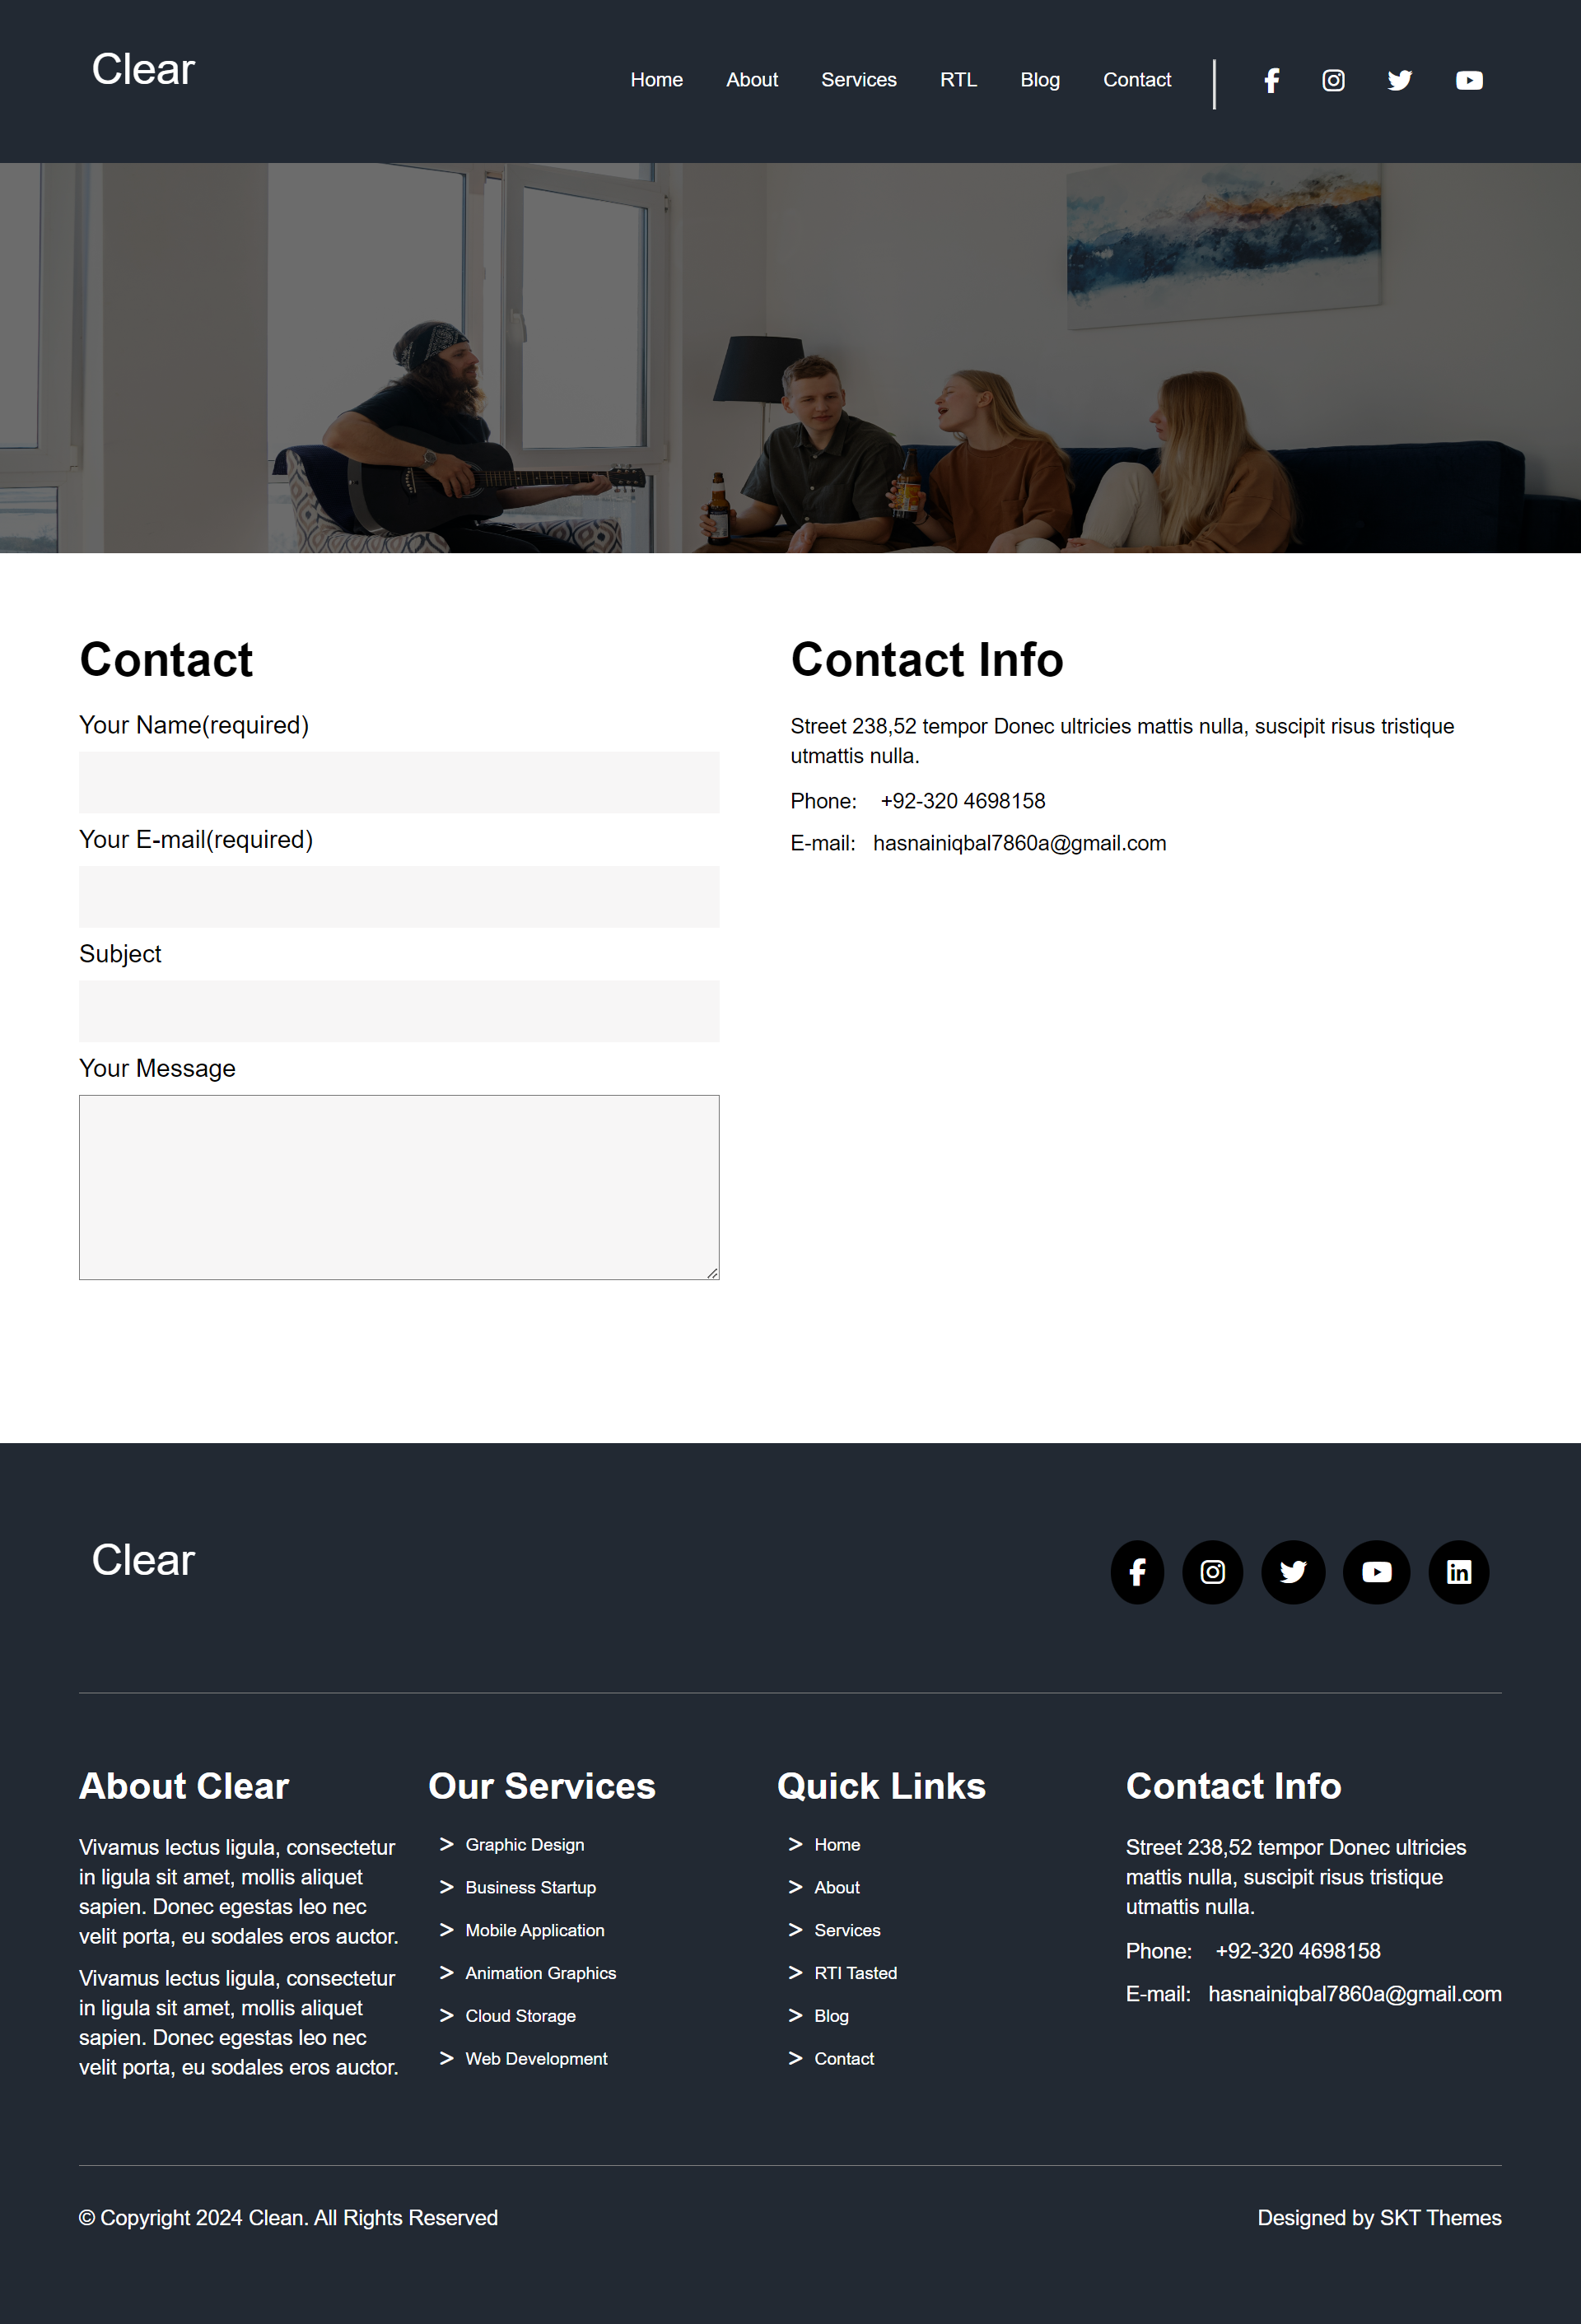 Clear
Home About Services RTL Blog Contact
Contact
Your Name(required)
Your E-mail(required)
Subject
Your Message
Contact Info
Street 238,52 tempor Donec ultricies mattis nulla, suscipit risus tristique
utmattis nulla.
Phone: +92-320 4698158
E-mail: hasnainiqbal7860a@gmail.com
Clear
About Clear
Vivamus lectus ligula, consectetur
in ligula sit amet, mollis aliquet
sapien. Donec egestas leo nec
velit porta, eu sodales eros auctor.
Vivamus lectus ligula, consectetur
in ligula sit amet, mollis aliquet
sapien. Donec egestas leo nec
velit porta, eu sodales eros auctor.
Our Services
> Graphic Design
> Business Startup
> Mobile Application
> Animation Graphics
> Cloud Storage
> Web Development
Quick Links
> Home
> About
> Services
> RTI Tasted
> Blog
> Contact
Contact Info
Street 238,52 tempor Donec ultricies
mattis nulla, suscipit risus tristique
utmattis nulla.
Phone: +92-320 4698158
E-mail: hasnainiqbal7860a@gmail.com
© Copyright 2024 Clean. All Rights Reserved
Designed by SKT Themes